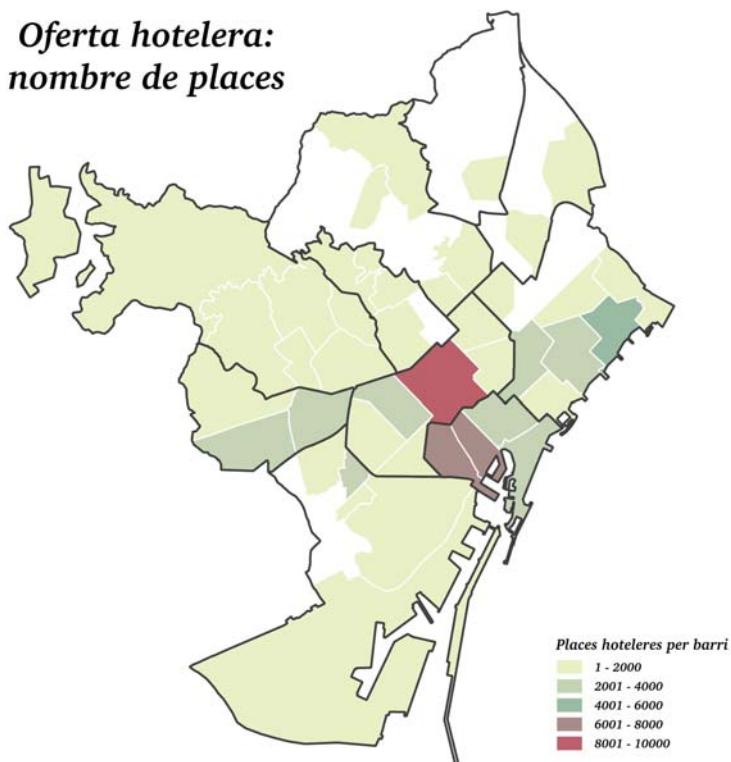 Oferta hotelera:
nombre de places
Places hoteleres per barri
1 - 2000
2001 - 4000
4001 - 6000
6001 - 8000
8001 - 10000